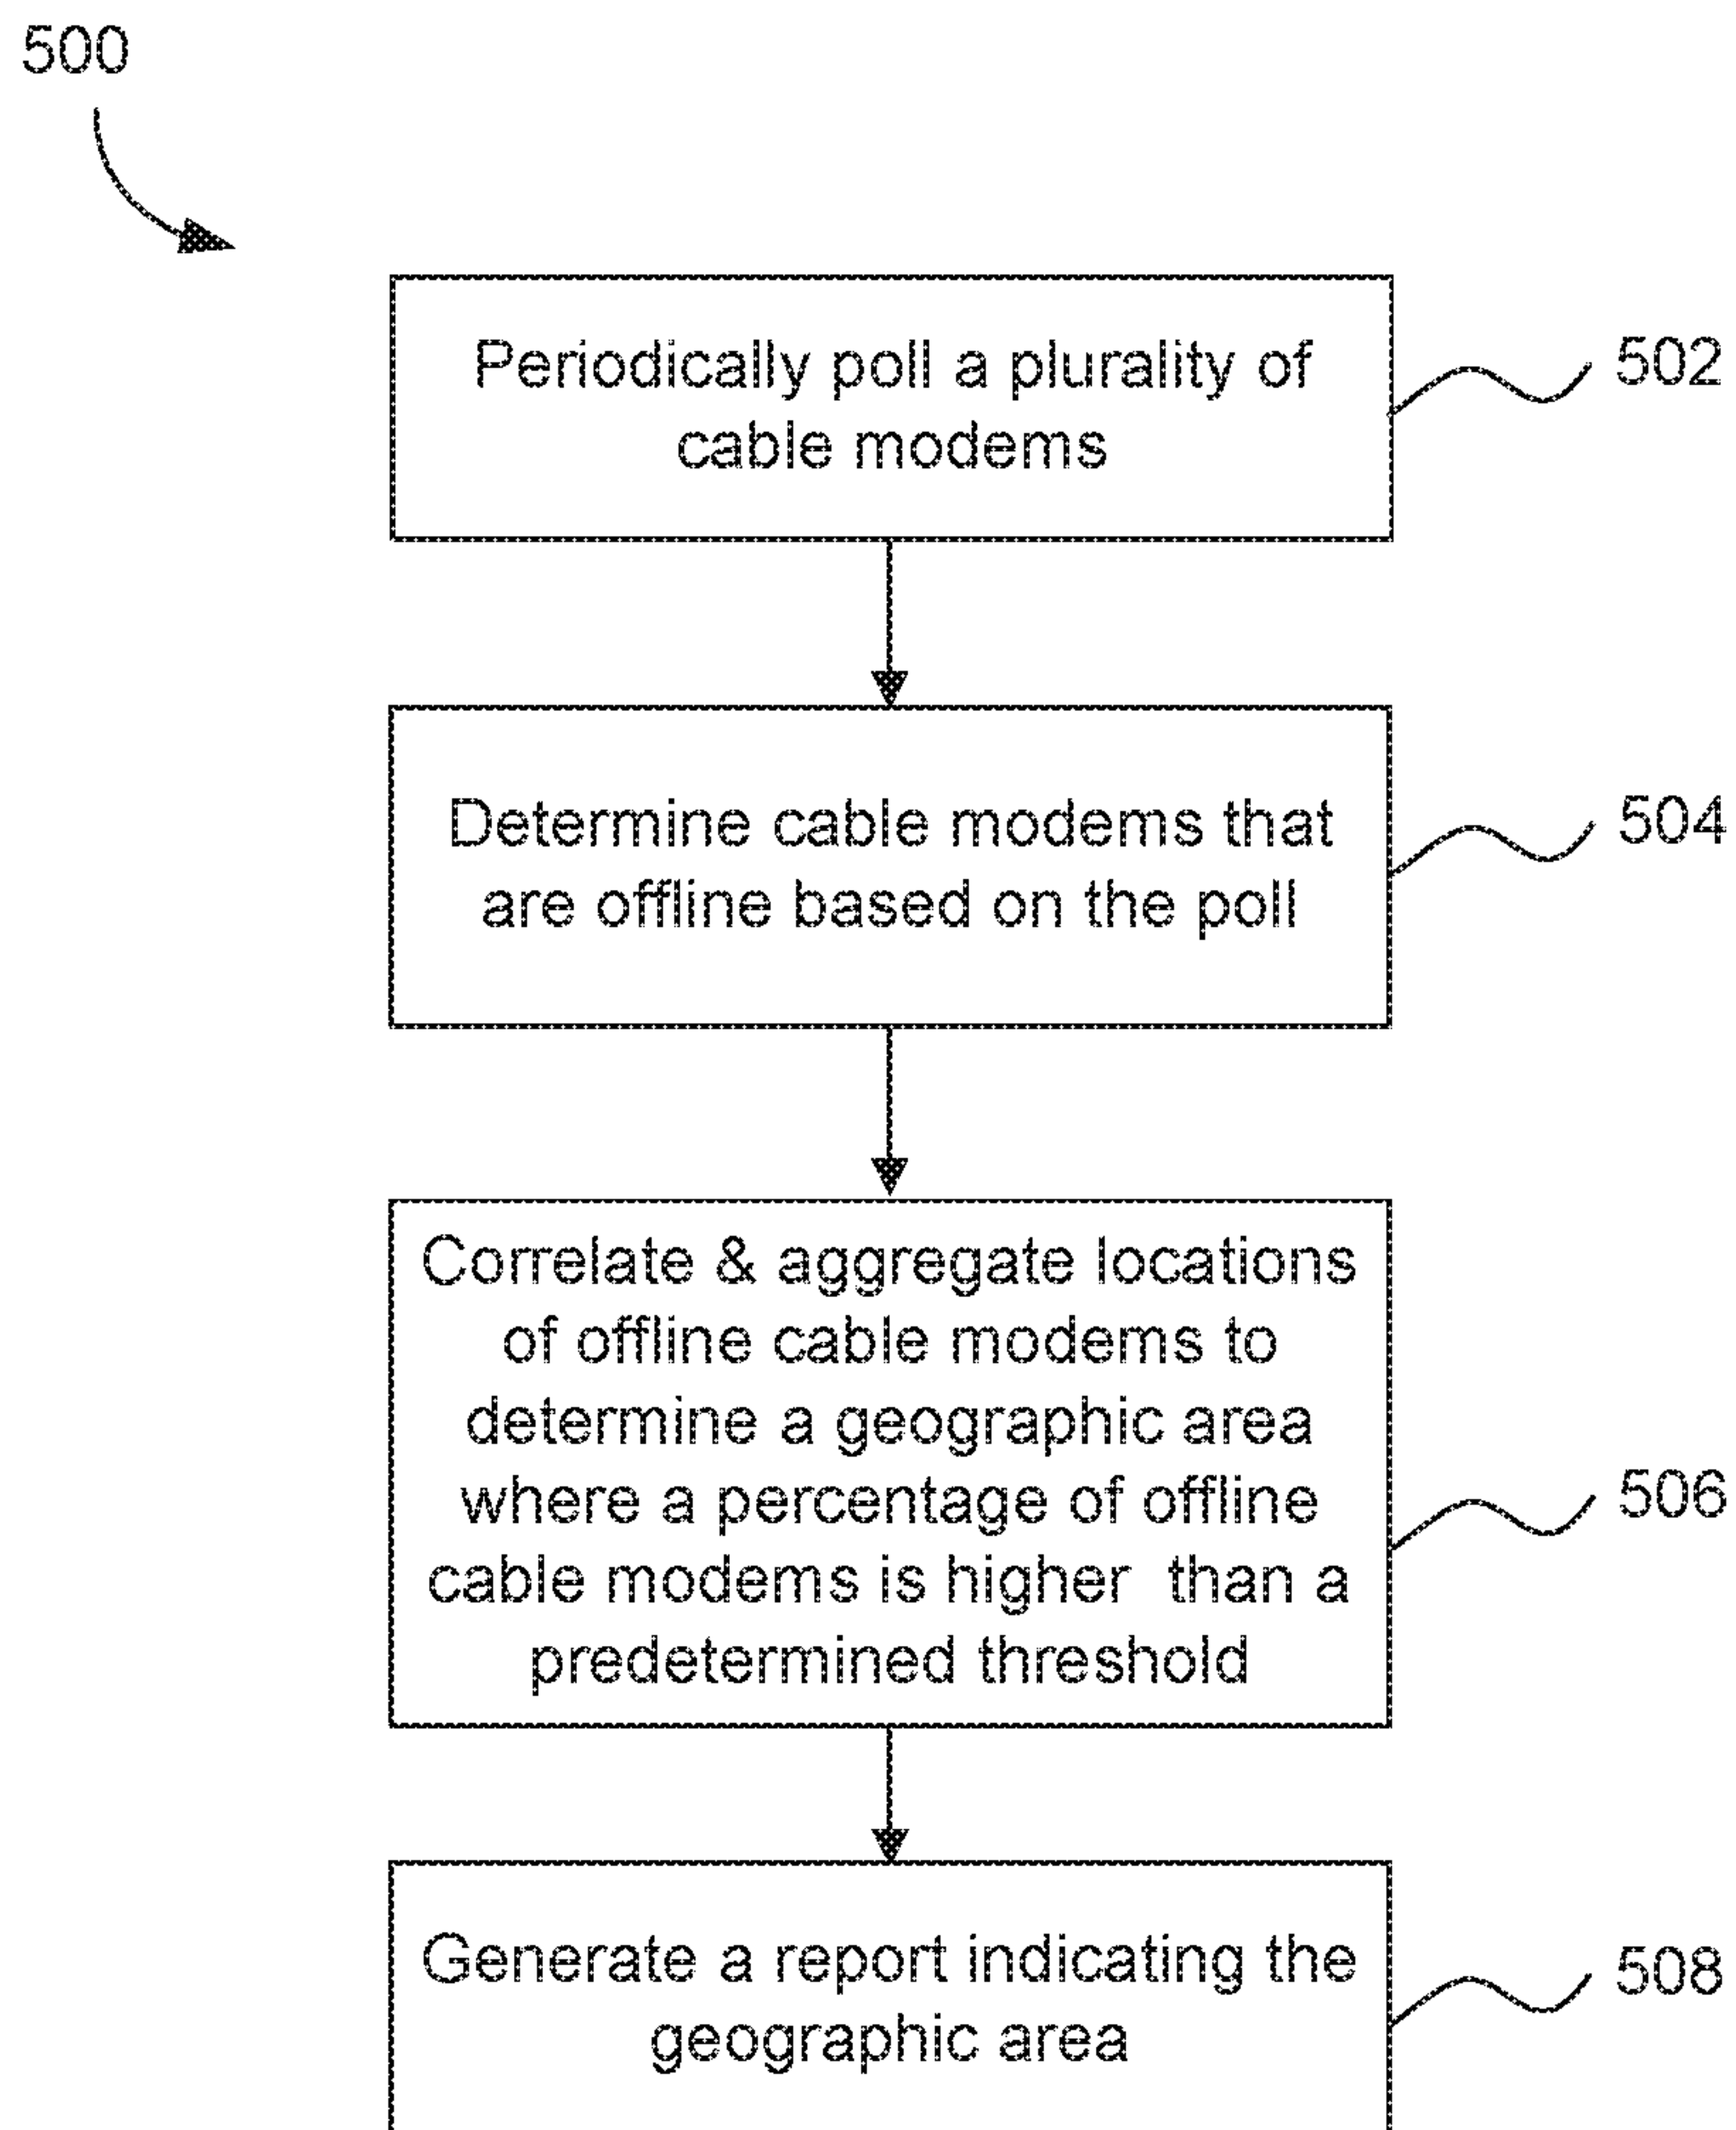 500
Periodically poll a plurality of
cable modems
502
Determine cable modems that
are offline based on the poll
504
Correlate & aggregate locations
of offline cable modems to
determine a geographic area
where a percentage of offline
cable modems is higher than a
predetermined threshold
506
Generate a report indicating the
geographic area
508